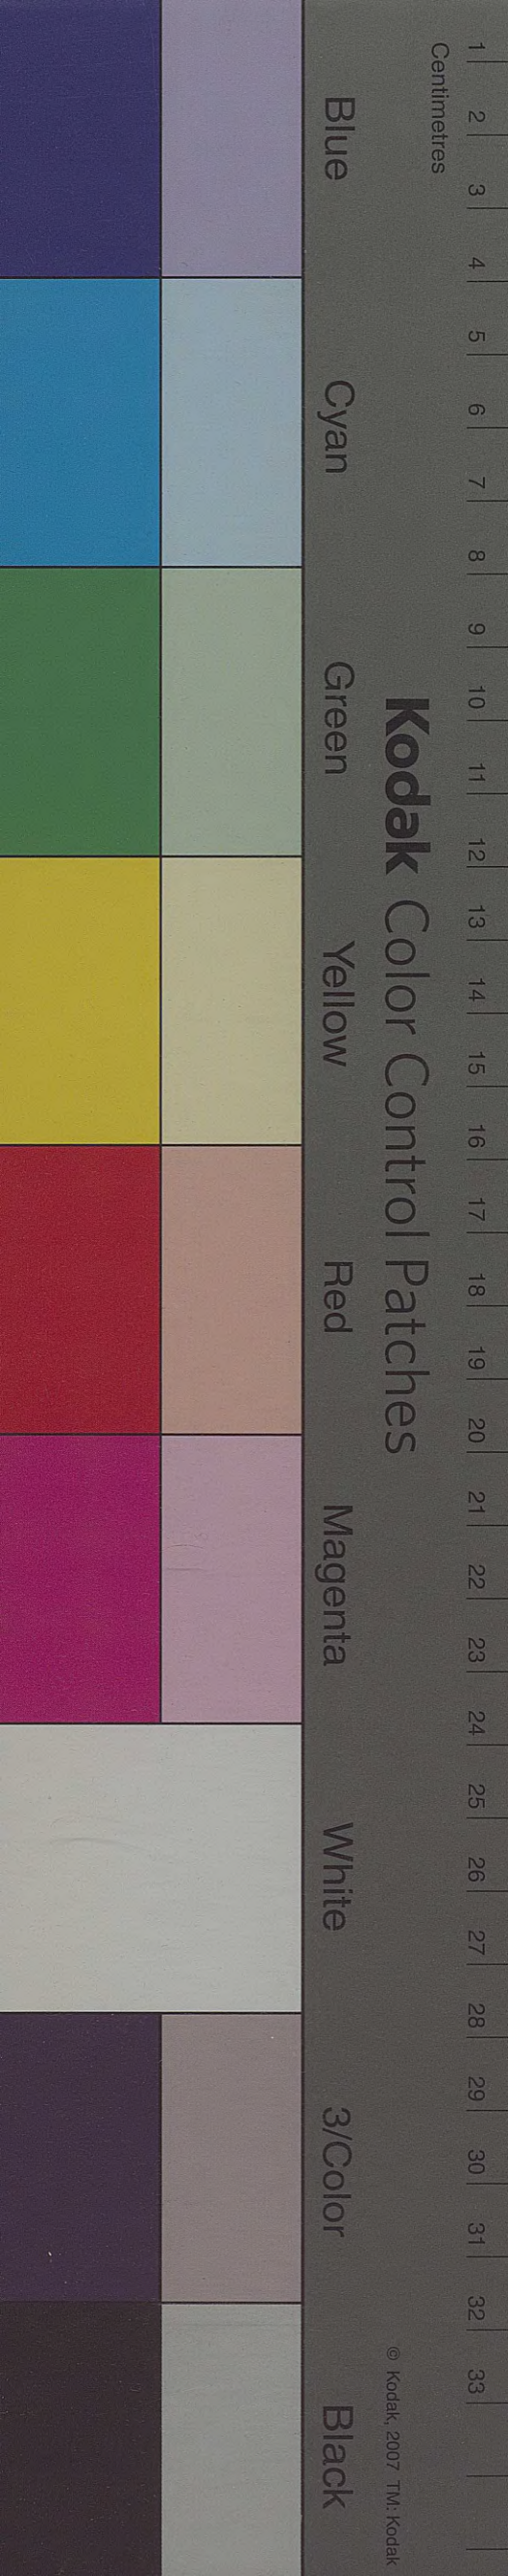 Centimetres
1 2 3 4 5 6 7 8 9 10 11 12 13 14 15 16 17 18 19 20 21 22 23 24 25 26 27 28 29 30 31 32 33
Kodak Color Control Patches
© Kodak, 2007 TM: Kodak
Blue Cyan Green Yellow Red Magenta White 3/Color Black